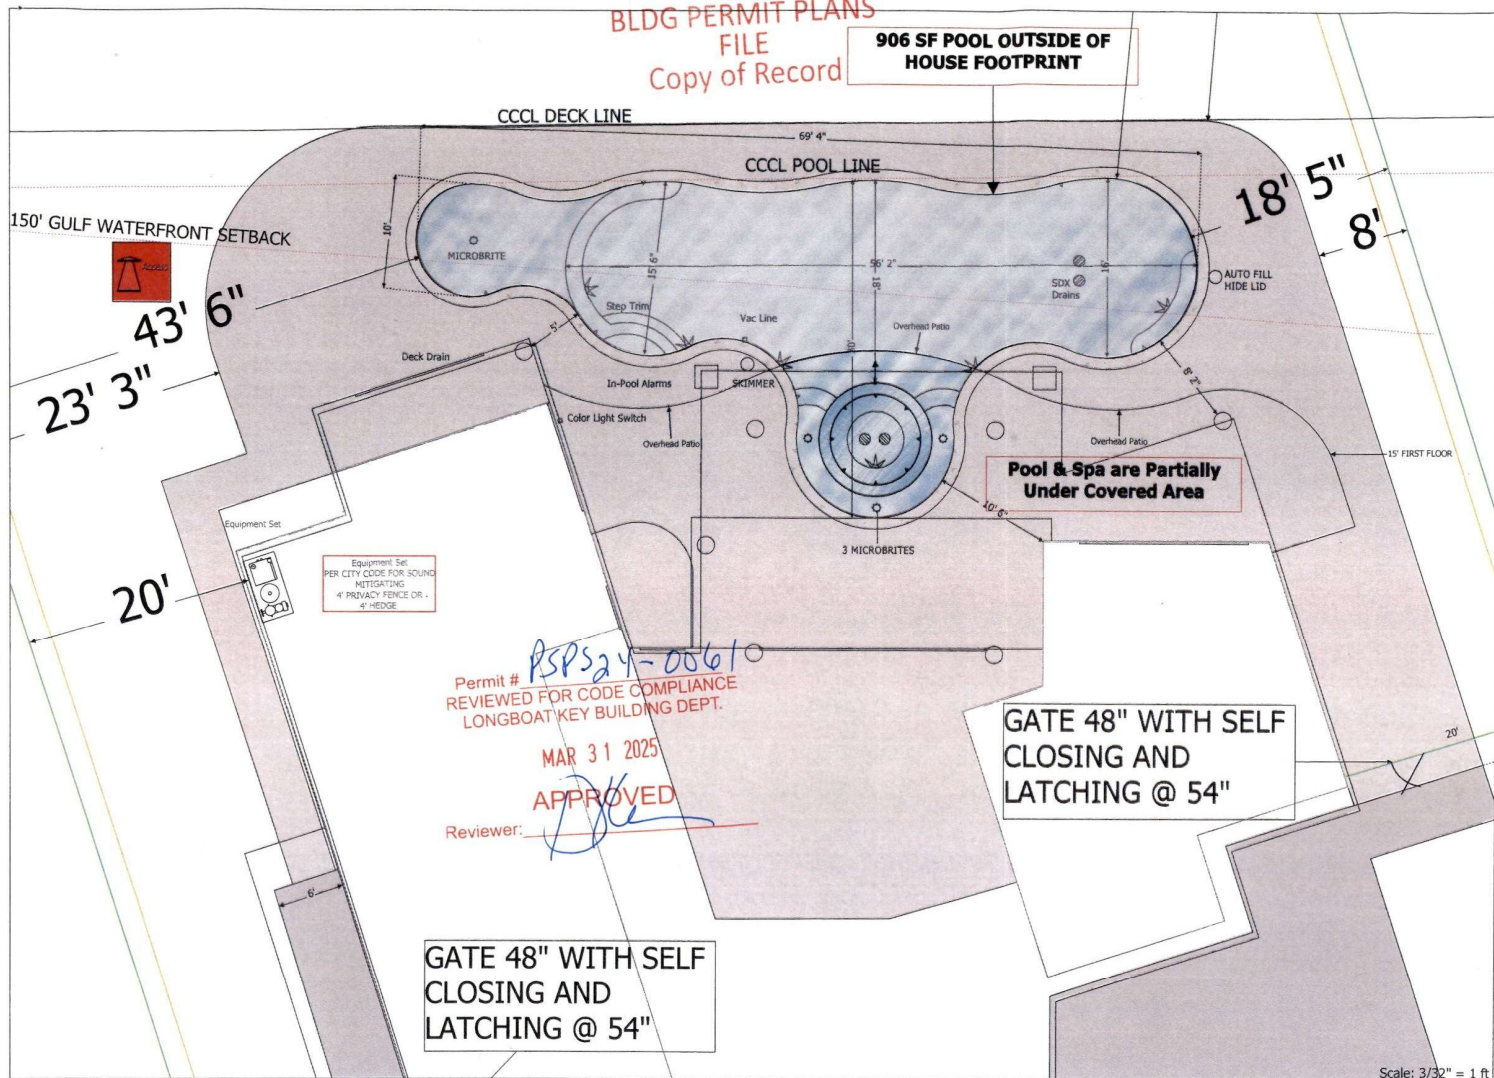 BLDG PERMIT PLANS
FILE
Copy of Record
906 SF POOL OUTSIDE OF
HOUSE FOOTPRINT
CCCL DECK LINE
69' 4"
CCCL POOL LINE
18' 5"
8'
150' GULF WATERFRONT SETBACK
10'
MICROBRITE
15' 6"
56' 2"
18'
16'
SDX
Drains
AUTO FILL
HIDE LID
43' 6"
Step Trim
Vac Line
Overhead Patio
5'
Deck Drain
23' 3"
In-Pool Alarms
SKIMMER
8' 2"
Color Light Switch
Overhead Patio
Overhead Patio
15' FIRST FLOOR
Pool & Spa are Partially
Under Covered Area
10' 6"
Equipment Set
3 MICROBRITES
Equipment Set
PER CITY CODE FOR SOUND
MITIGATING
4' PRIVACY FENCE OR
4' HEDGE
20'
Permit # PSPS24-0061
REVIEWED FOR CODE COMPLIANCE
LONGBOAT KEY BUILDING DEPT.
MAR 31 2025
APPROVED
Reviewer:
GATE 48" WITH SELF
CLOSING AND
LATCHING @ 54"
20'
6'
GATE 48" WITH SELF
CLOSING AND
LATCHING @ 54"
Scale: 3/32" = 1 ft